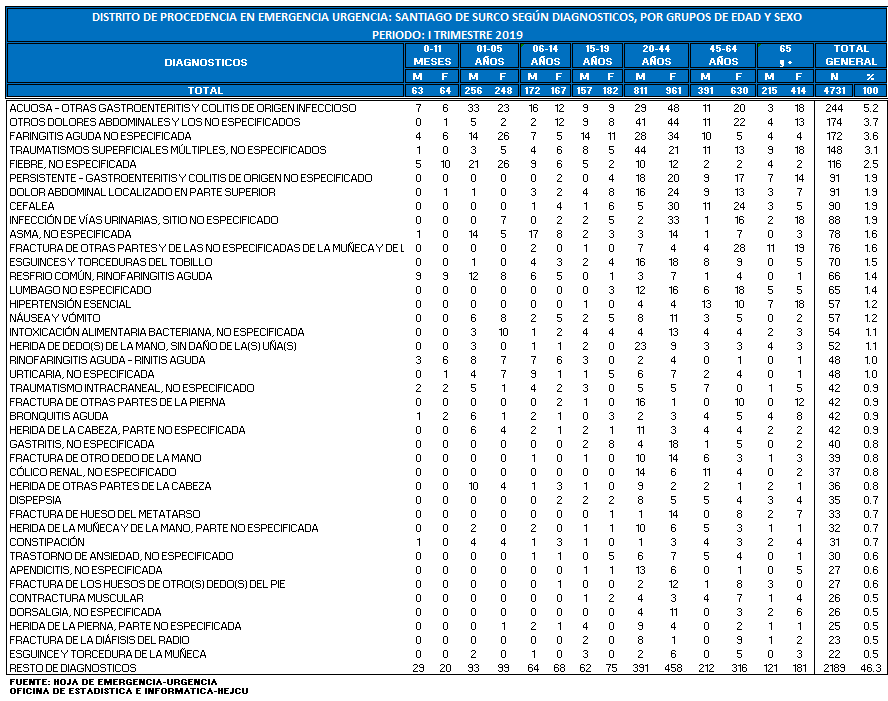 DISTRITO DE PROCEDENCIA EN EMERGENCIA URGENCIA: SANTIAGO DE SURCO SEGÚN DIAGNOSTICOS, POR GRUPOS DE EDAD Y SEXO
PERIODO: I TRIMESTRE 2019
DIAGNOSTICOS 0-11 MESES 01-05 AÑOS 06-14 AÑOS 15-19 AÑOS 20-44 AÑOS 45-64 AÑOS 65 y + TOTAL GENERAL
M F M F M F M F M F M F M F N %
TOTAL 63 64 256 248 172 167 157 182 811 961 391 630 215 414 4731 100
ACUOSA - OTRAS GASTROENTERITIS Y COLITIS DE ORIGEN INFECCIOSO 7 6 33 23 16 12 9 9 29 48 11 20 3 18 244 5.2
OTROS DOLORES ABDOMINALES Y LOS NO ESPECIFICADOS 0 1 5 2 2 12 9 8 41 44 11 22 4 13 174 3.7
FARINGITIS AGUDA NO ESPECIFICADA 4 6 14 26 7 5 14 11 28 34 10 5 4 4 172 3.6
TRAUMATISMOS SUPERFICIALES MÚLTIPLES, NO ESPECIFICADOS 1 0 3 5 4 6 8 5 44 21 11 13 9 18 148 3.1
FIEBRE, NO ESPECIFICADA 5 10 21 26 9 6 5 2 10 12 2 2 4 2 116 2.5
PERSISTENTE - GASTROENTERITIS Y COLITIS DE ORIGEN NO ESPECIFICADO 0 0 0 0 0 2 0 4 18 20 9 17 7 14 91 1.9
DOLOR ABDOMINAL LOCALIZADO EN PARTE SUPERIOR 0 1 1 0 3 2 4 8 16 24 9 13 3 7 91 1.9
CEFALEA 0 0 0 0 1 4 1 6 5 30 11 24 3 5 90 1.9
INFECCIÓN DE VÍAS URINARIAS, SITIO NO ESPECIFICADO 0 0 0 7 0 2 2 5 2 33 1 16 2 18 88 1.9
ASMA, NO ESPECIFICADA 1 0 14 5 17 8 2 3 3 14 1 7 0 3 78 1.6
FRACTURA DE OTRAS PARTES Y DE LAS NO ESPECIFICADAS DE LA MUÑECA Y DE L 0 0 0 0 2 0 1 0 7 4 4 28 11 19 76 1.6
ESGUINCES Y TORCEDURAS DEL TOBILLO 0 0 1 0 4 3 2 4 16 18 8 9 0 5 70 1.5
RESFRIO COMÚN, RINOFARINGITIS AGUDA 9 9 12 8 6 5 0 1 3 7 1 4 0 1 66 1.4
LUMBAGO NO ESPECIFICADO 0 0 0 0 0 0 0 3 12 16 6 18 5 5 65 1.4
HIPERTENSIÓN ESENCIAL 0 0 0 0 0 0 1 0 4 4 13 10 7 18 57 1.2
NÁUSEA Y VÓMITO 0 0 6 8 2 5 2 5 8 11 3 5 0 2 57 1.2
INTOXICACIÓN ALIMENTARIA BACTERIANA, NO ESPECIFICADA 0 0 3 10 1 2 4 4 4 13 4 4 2 3 54 1.1
HERIDA DE DEDO(S) DE LA MANO, SIN DAÑO DE LA(S) UÑA(S) 0 0 3 0 1 1 2 0 23 9 3 3 4 3 52 1.1
RINOFARINGITIS AGUDA - RINITIS AGUDA 3 6 8 7 7 6 3 0 2 4 0 1 0 1 48 1.0
URTICARIA, NO ESPECIFICADA 0 1 4 7 9 1 1 5 6 7 2 4 0 1 48 1.0
TRAUMATISMO INTRACRANEAL, NO ESPECIFICADO 2 2 5 1 4 2 3 0 5 5 7 0 1 5 42 0.9
FRACTURA DE OTRAS PARTES DE LA PIERNA 0 0 0 0 0 2 1 0 16 1 0 10 0 12 42 0.9
BRONQUITIS AGUDA 1 2 6 1 2 1 0 3 2 3 4 5 4 8 42 0.9
HERIDA DE LA CABEZA, PARTE NO ESPECIFICADA 0 0 6 4 2 1 2 1 11 3 4 4 2 2 42 0.9
GASTRITIS, NO ESPECIFICADA 0 0 0 0 0 0 2 8 4 18 1 5 0 2 40 0.8
FRACTURA DE OTRO DEDO DE LA MANO 0 0 0 0 1 0 1 0 10 14 6 3 1 3 39 0.8
CÓLICO RENAL, NO ESPECIFICADO 0 0 0 0 0 0 0 0 14 6 11 4 0 2 37 0.8
HERIDA DE OTRAS PARTES DE LA CABEZA 0 0 10 4 1 3 1 0 9 2 2 1 2 1 36 0.8
DISPEPSIA 0 0 0 0 0 2 2 2 8 5 5 4 3 4 35 0.7
FRACTURA DE HUESO DEL METATARSO 0 0 0 0 0 0 1 1 1 14 0 8 2 7 33 0.7
HERIDA DE LA MUÑECA Y DE LA MANO, PARTE NO ESPECIFICADA 0 0 2 0 2 0 1 1 10 6 5 3 1 1 32 0.7
CONSTIPACIÓN 1 0 4 4 1 3 1 0 1 3 4 3 2 4 31 0.7
TRASTORNO DE ANSIEDAD, NO ESPECIFICADO 0 0 0 0 1 1 0 5 6 7 5 4 0 1 30 0.6
APENDICITIS, NO ESPECIFICADA 0 0 0 0 0 0 1 1 13 6 1 5 0 0 27 0.6
FRACTURA DE LOS HUESOS DE OTRO(S) DEDO(S) DEL PIE 0 0 0 0 0 1 0 0 2 12 1 8 3 0 27 0.6
CONTRACTURA MUSCULAR 0 0 0 0 0 0 1 2 4 3 4 7 1 4 26 0.5
DORSALGIA, NO ESPECIFICADA 0 0 0 0 0 0 0 0 4 11 0 3 2 6 26 0.5
HERIDA DE LA PIERNA, PARTE NO ESPECIFICADA 0 0 0 1 2 1 4 0 9 4 0 2 1 1 25 0.5
FRACTURA DE LA DIÁFISIS DEL RADIO 0 0 0 0 0 0 2 0 8 1 0 9 1 2 23 0.5
ESGUINCE Y TORCEDURA DE LA MUÑECA 0 0 2 0 1 0 3 0 2 6 0 5 0 3 22 0.5
RESTO DE DIAGNOSTICOS 29 20 93 99 64 68 62 75 391 458 212 316 121 181 2189 46.3
FUENTE: HOJA DE EMERGENCIA-URGENCIA
OFICINA DE ESTADISTICA E INFORMATICA-HEJCU